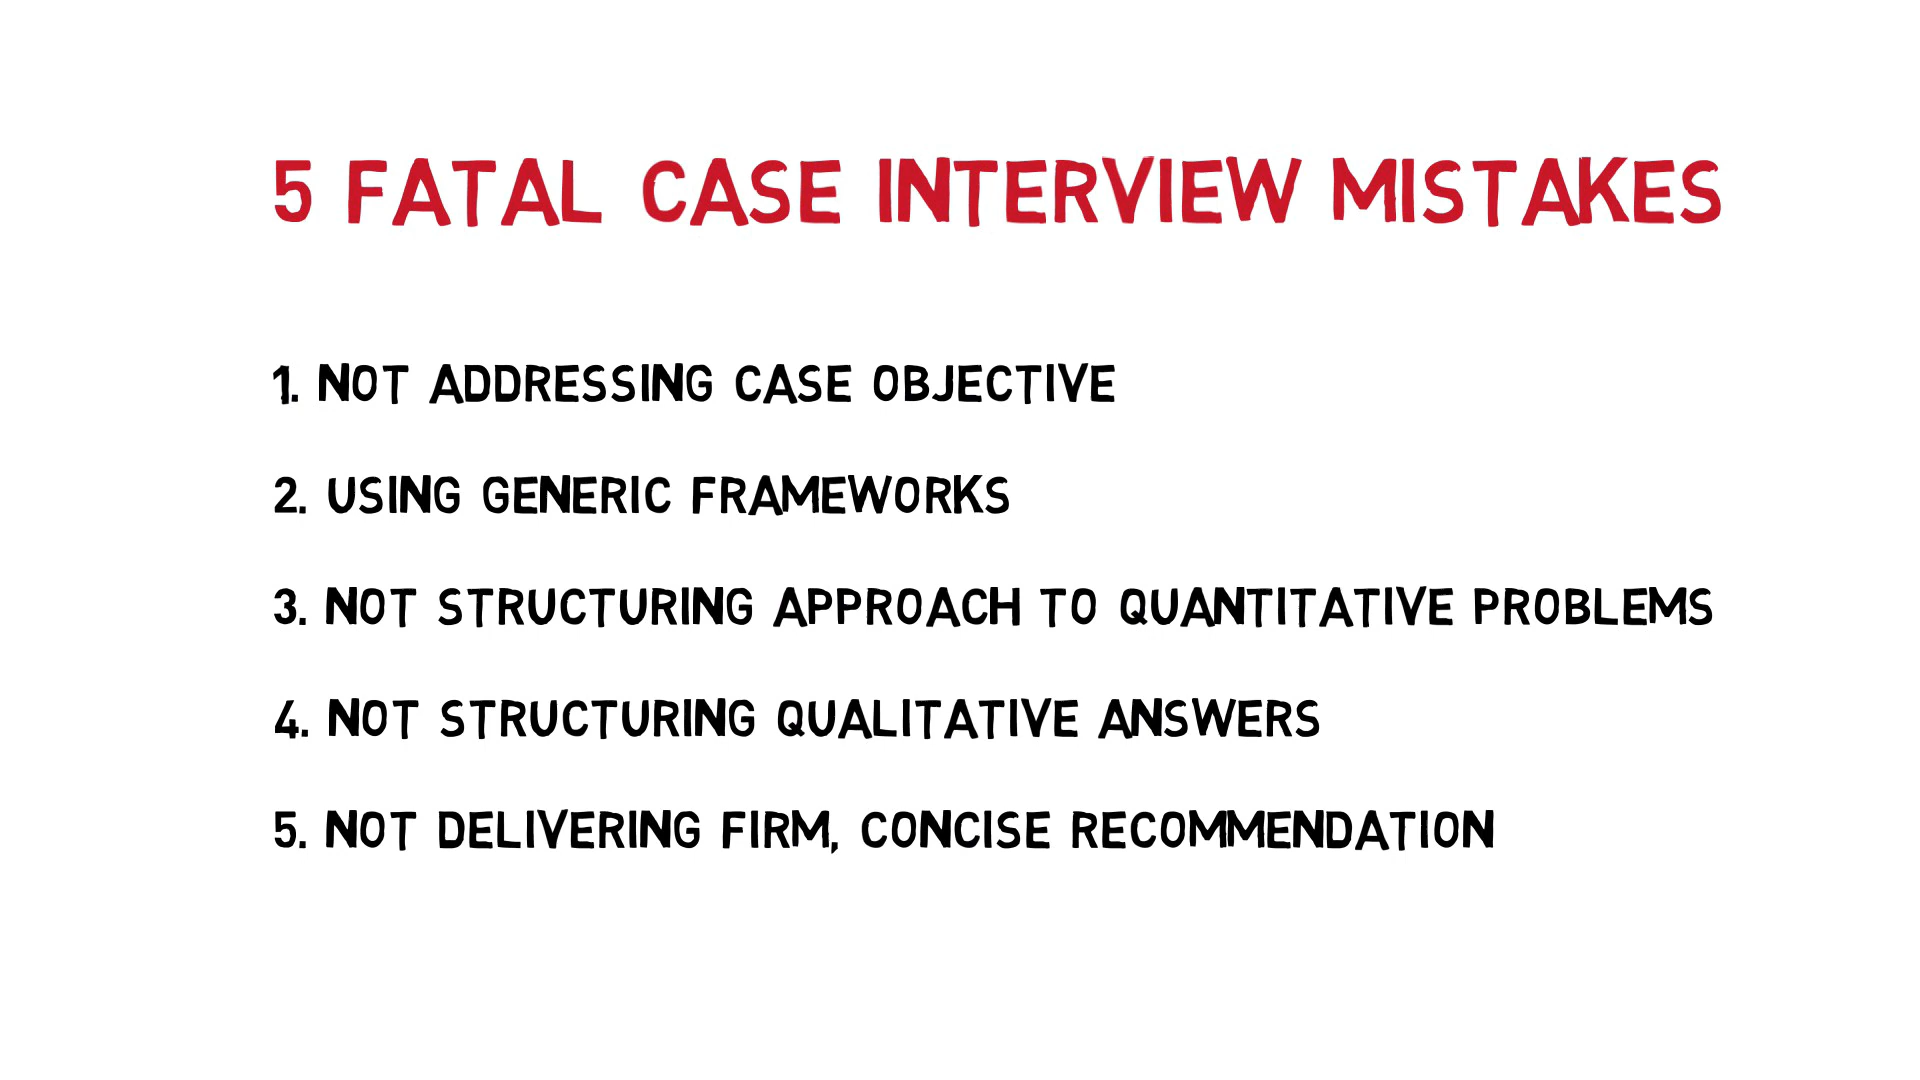 5 FATAL CASE INTERVIEW MISTAKES
1. NOT ADDRESSING CASE OBJECTIVE
2. USING GENERIC FRAMEWORKS
3. NOT STRUCTURING APPROACH TO QUANTITATIVE PROBLEMS
4. NOT STRUCTURING QUALITATIVE ANSWERS
5. NOT DELIVERING FIRM, CONCISE RECOMMENDATION